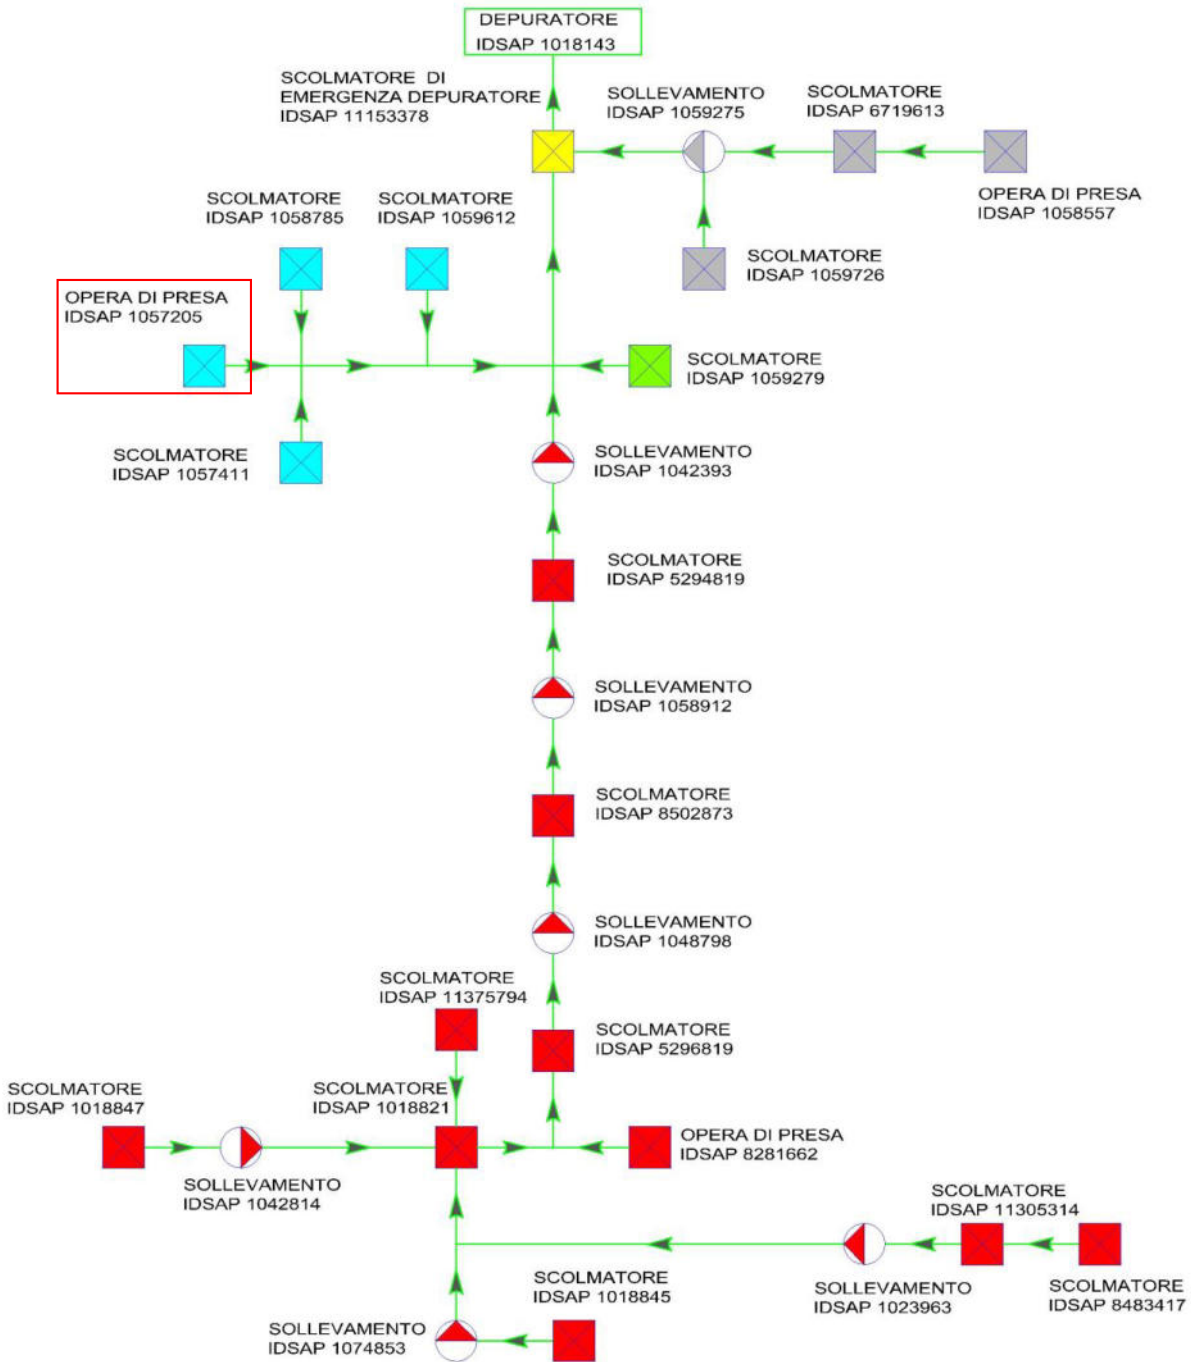 DEPURATORE
IDSAP 1018143
SCOLMATORE DI
EMERGENZA DEPURATORE
IDSAP 11153378
SOLLEVAMENTO
IDSAP 1059275
SCOLMATORE
IDSAP 6719613
OPERA DI PRESA
IDSAP 1058557
SCOLMATORE
IDSAP 1058785
SCOLMATORE
IDSAP 1059612
SCOLMATORE
IDSAP 1059726
OPERA DI PRESA
IDSAP 1057205
SCOLMATORE
IDSAP 1059279
SCOLMATORE
IDSAP 1057411
SOLLEVAMENTO
IDSAP 1042393
SCOLMATORE
IDSAP 5294819
SOLLEVAMENTO
IDSAP 1058912
SCOLMATORE
IDSAP 8502873
SOLLEVAMENTO
IDSAP 1048798
SCOLMATORE
IDSAP 11375794
SCOLMATORE
IDSAP 5296819
SCOLMATORE
IDSAP 1018847
SCOLMATORE
IDSAP 1018821
OPERA DI PRESA
IDSAP 8281662
SOLLEVAMENTO
IDSAP 1042814
SCOLMATORE
IDSAP 11305314
SCOLMATORE
IDSAP 1018845
SOLLEVAMENTO
IDSAP 1023963
SCOLMATORE
IDSAP 8483417
SOLLEVAMENTO
IDSAP 1074853